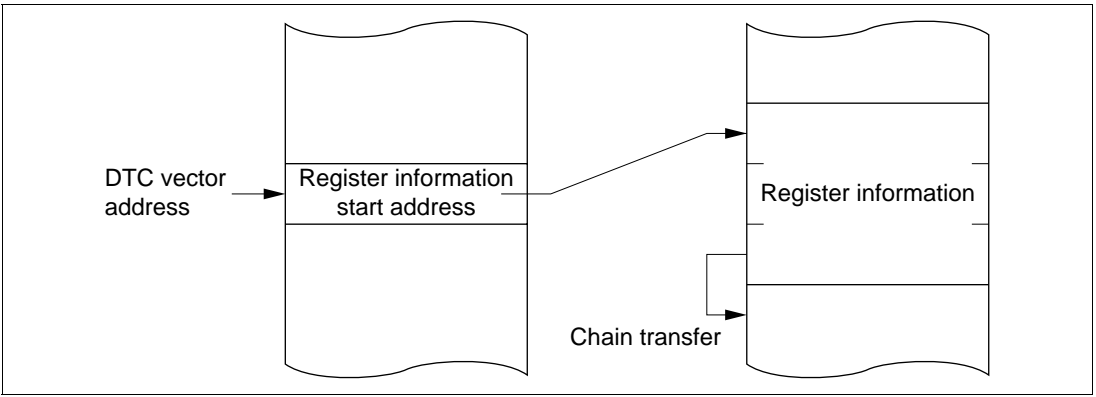 DTC vector
address
Register information
start address
Register information
Chain transfer